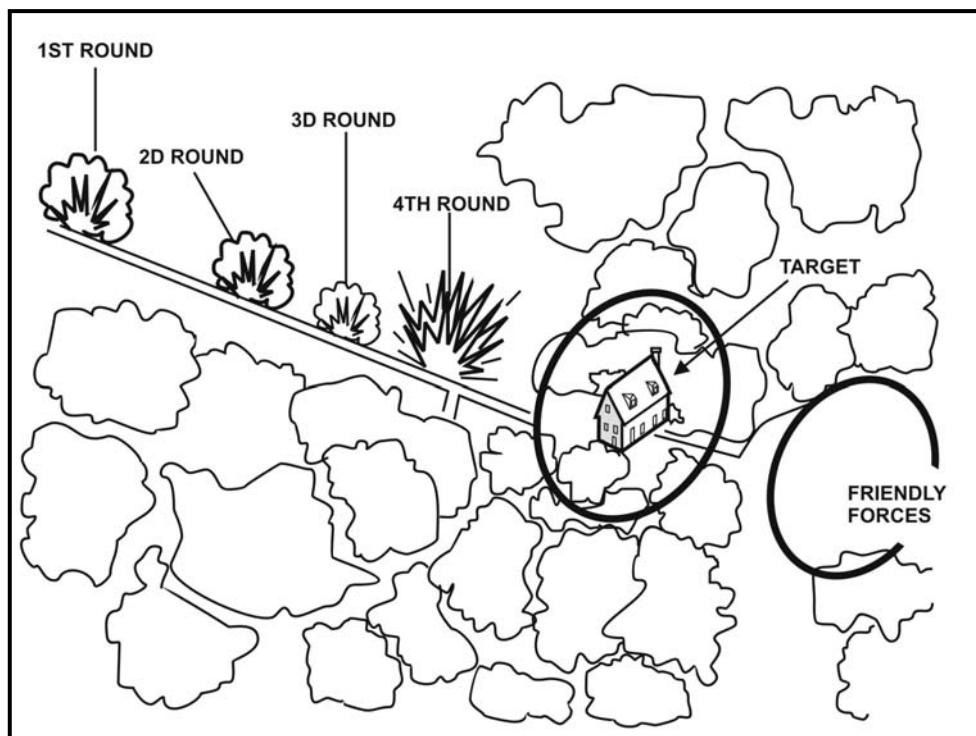 1ST ROUND
2D ROUND
3D ROUND
4TH ROUND
TARGET
FRIENDLY
FORCES